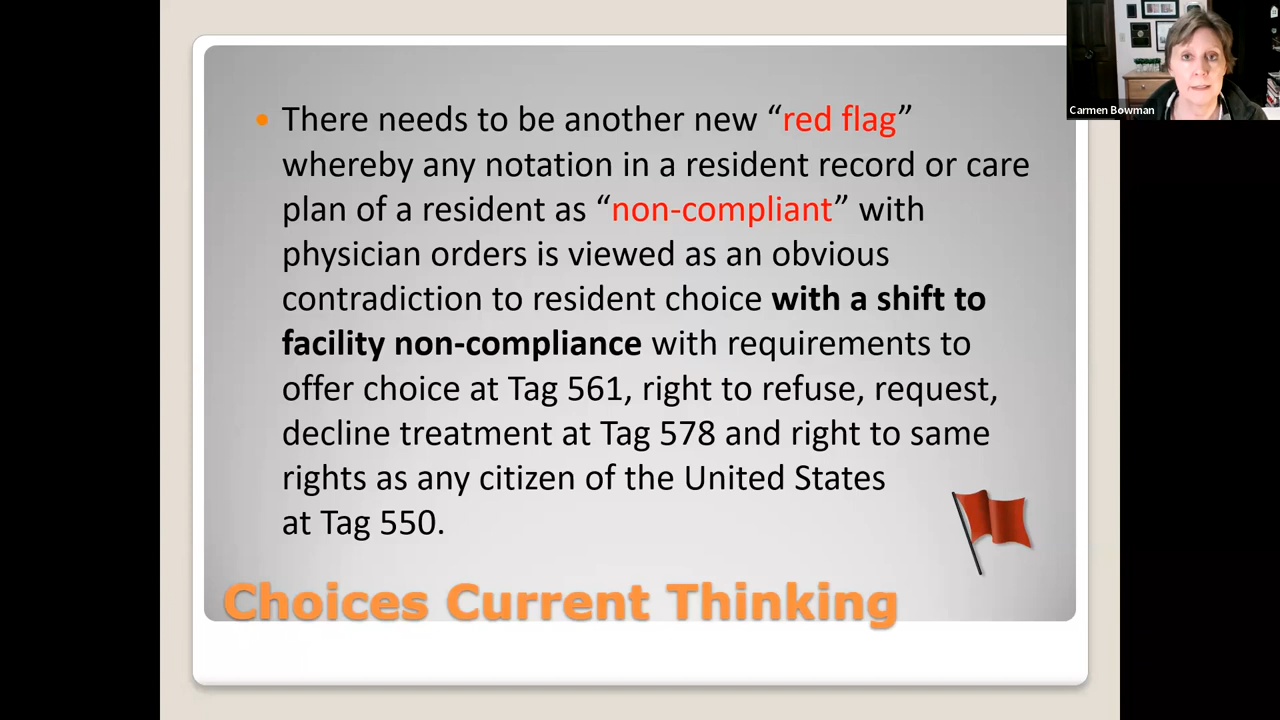 There needs to be another new “red flag”
whereby any notation in a resident record or care
plan of a resident as “non-compliant” with
physician orders is viewed as an obvious
contradiction to resident choice with a shift to
facility non-compliance with requirements to
offer choice at Tag 561, right to refuse, request,
decline treatment at Tag 578 and right to same
rights as any citizen of the United States
at Tag 550.
Choices Current Thinking
Carmen Bowman